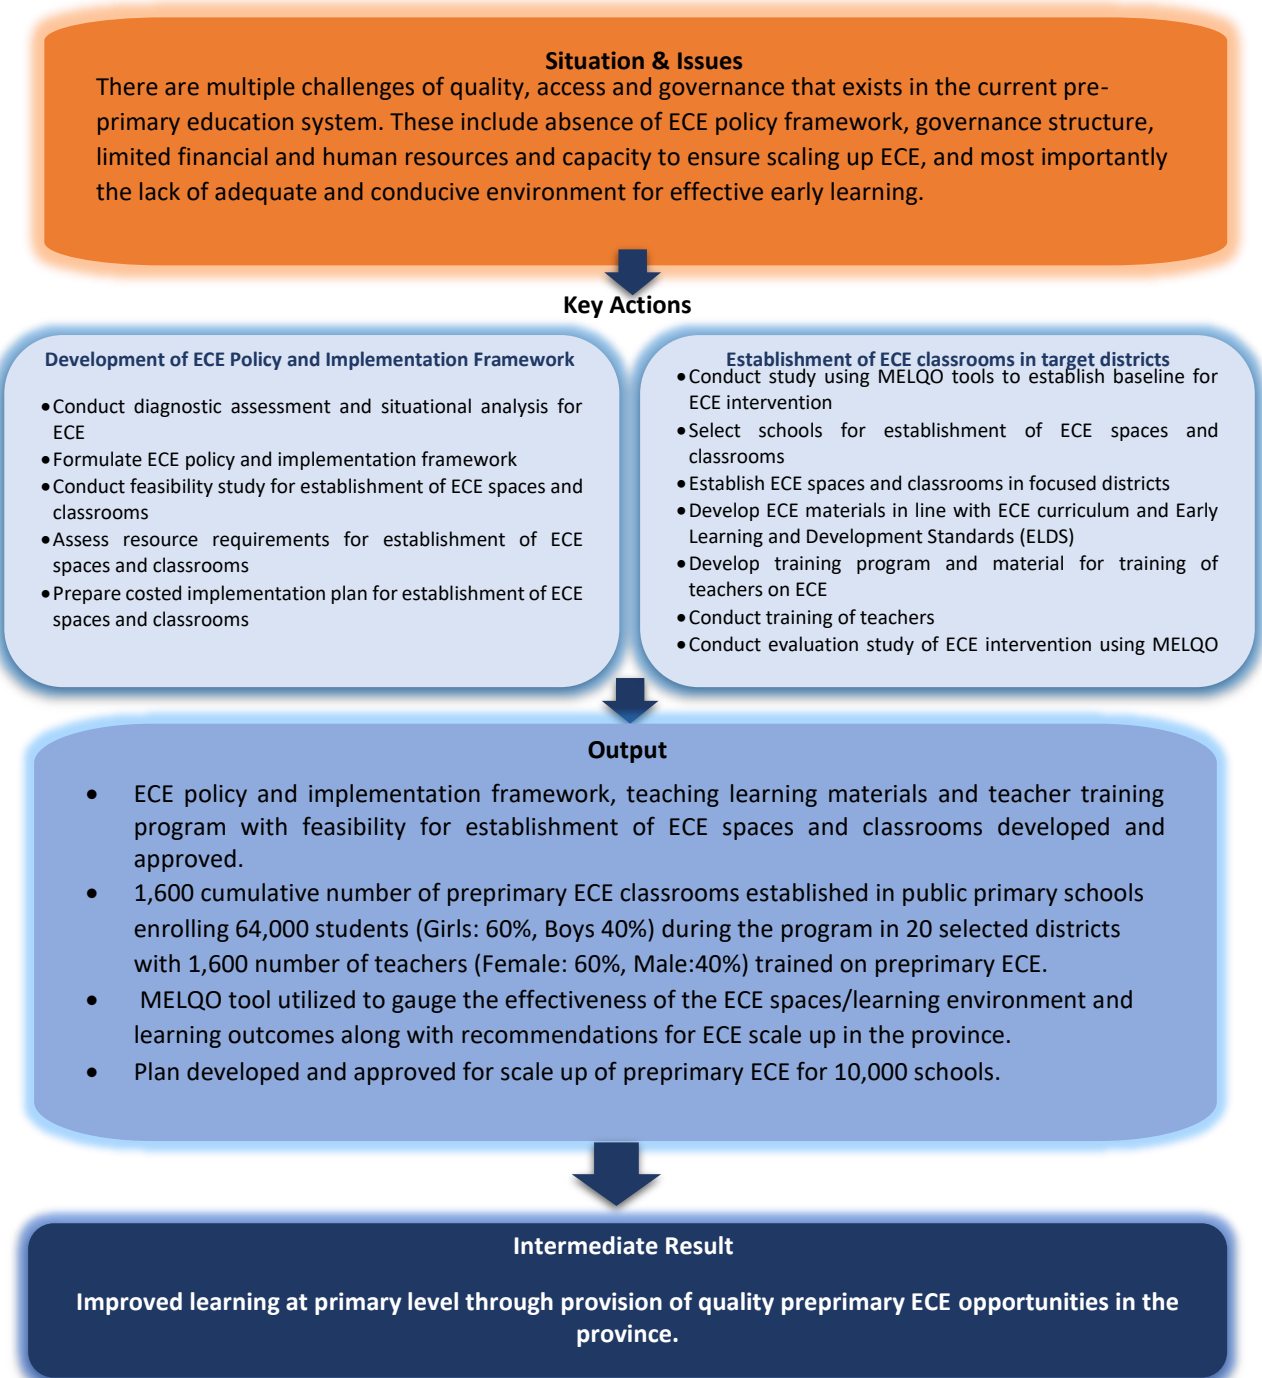 Situation & Issues
There are multiple challenges of quality, access and governance that exists in the current pre-
primary education system. These include absence of ECE policy framework, governance structure,
limited financial and human resources and capacity to ensure scaling up ECE, and most importantly
the lack of adequate and conducive environment for effective early learning.
Key Actions
Development of ECE Policy and Implementation Framework
•Conduct diagnostic assessment and situational analysis for
ECE
•Formulate ECE policy and implementation framework
•Conduct feasibility study for establishment of ECE spaces and
classrooms
•Assess resource requirements for establishment of ECE
spaces and classrooms
•Prepare costed implementation plan for establishment of ECE
spaces and classrooms
Establishment of ECE classrooms in target districts
•Conduct study using MELQO tools to establish baseline for
ECE intervention
•Select schools for establishment of ECE spaces and
classrooms
•Establish ECE spaces and classrooms in focused districts
•Develop ECE materials in line with ECE curriculum and Early
Learning and Development Standards (ELDS)
•Develop training program and material for training of
teachers on ECE
•Conduct training of teachers
•Conduct evaluation study of ECE intervention using MELQO
Output
• ECE policy and implementation framework, teaching learning materials and teacher training
program with feasibility for establishment of ECE spaces and classrooms developed and
approved.
• 1,600 cumulative number of preprimary ECE classrooms established in public primary schools
enrolling 64,000 students (Girls: 60%, Boys 40%) during the program in 20 selected districts
with 1,600 number of teachers (Female: 60%, Male:40%) trained on preprimary ECE.
• MELQO tool utilized to gauge the effectiveness of the ECE spaces/learning environment and
learning outcomes along with recommendations for ECE scale up in the province.
• Plan developed and approved for scale up of preprimary ECE for 10,000 schools.
Intermediate Result
Improved learning at primary level through provision of quality preprimary ECE opportunities in the
province.